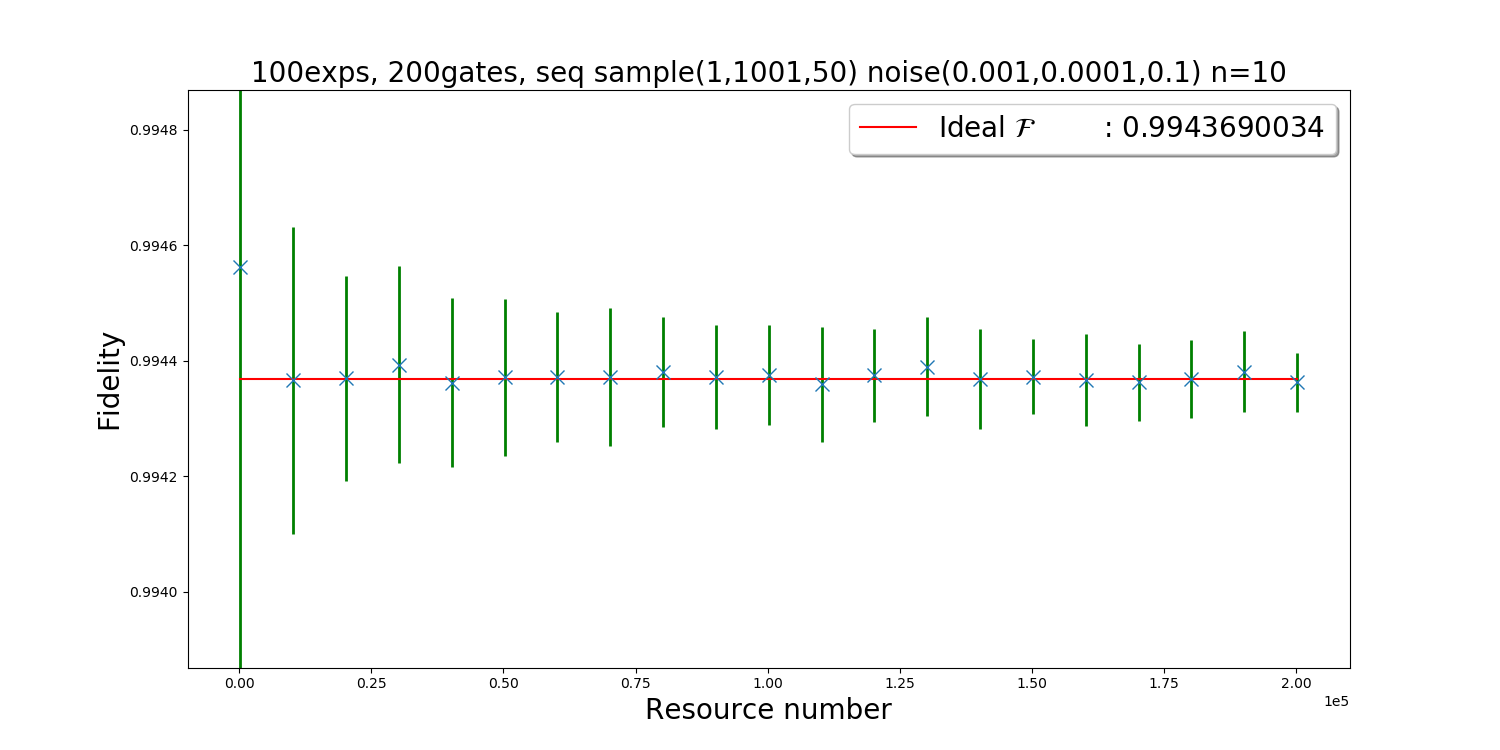 100exps, 200gates, seq sample(1,1001,50) noise(0.001,0.0001,0.1) n=10
Ideal ℱ : 0.9943690034
Fidelity
0.9948
0.9946
0.9944
0.9942
0.9940
0.00 0.25 0.50 0.75 1.00 1.25 1.50 1.75 2.00
1e5
Resource number